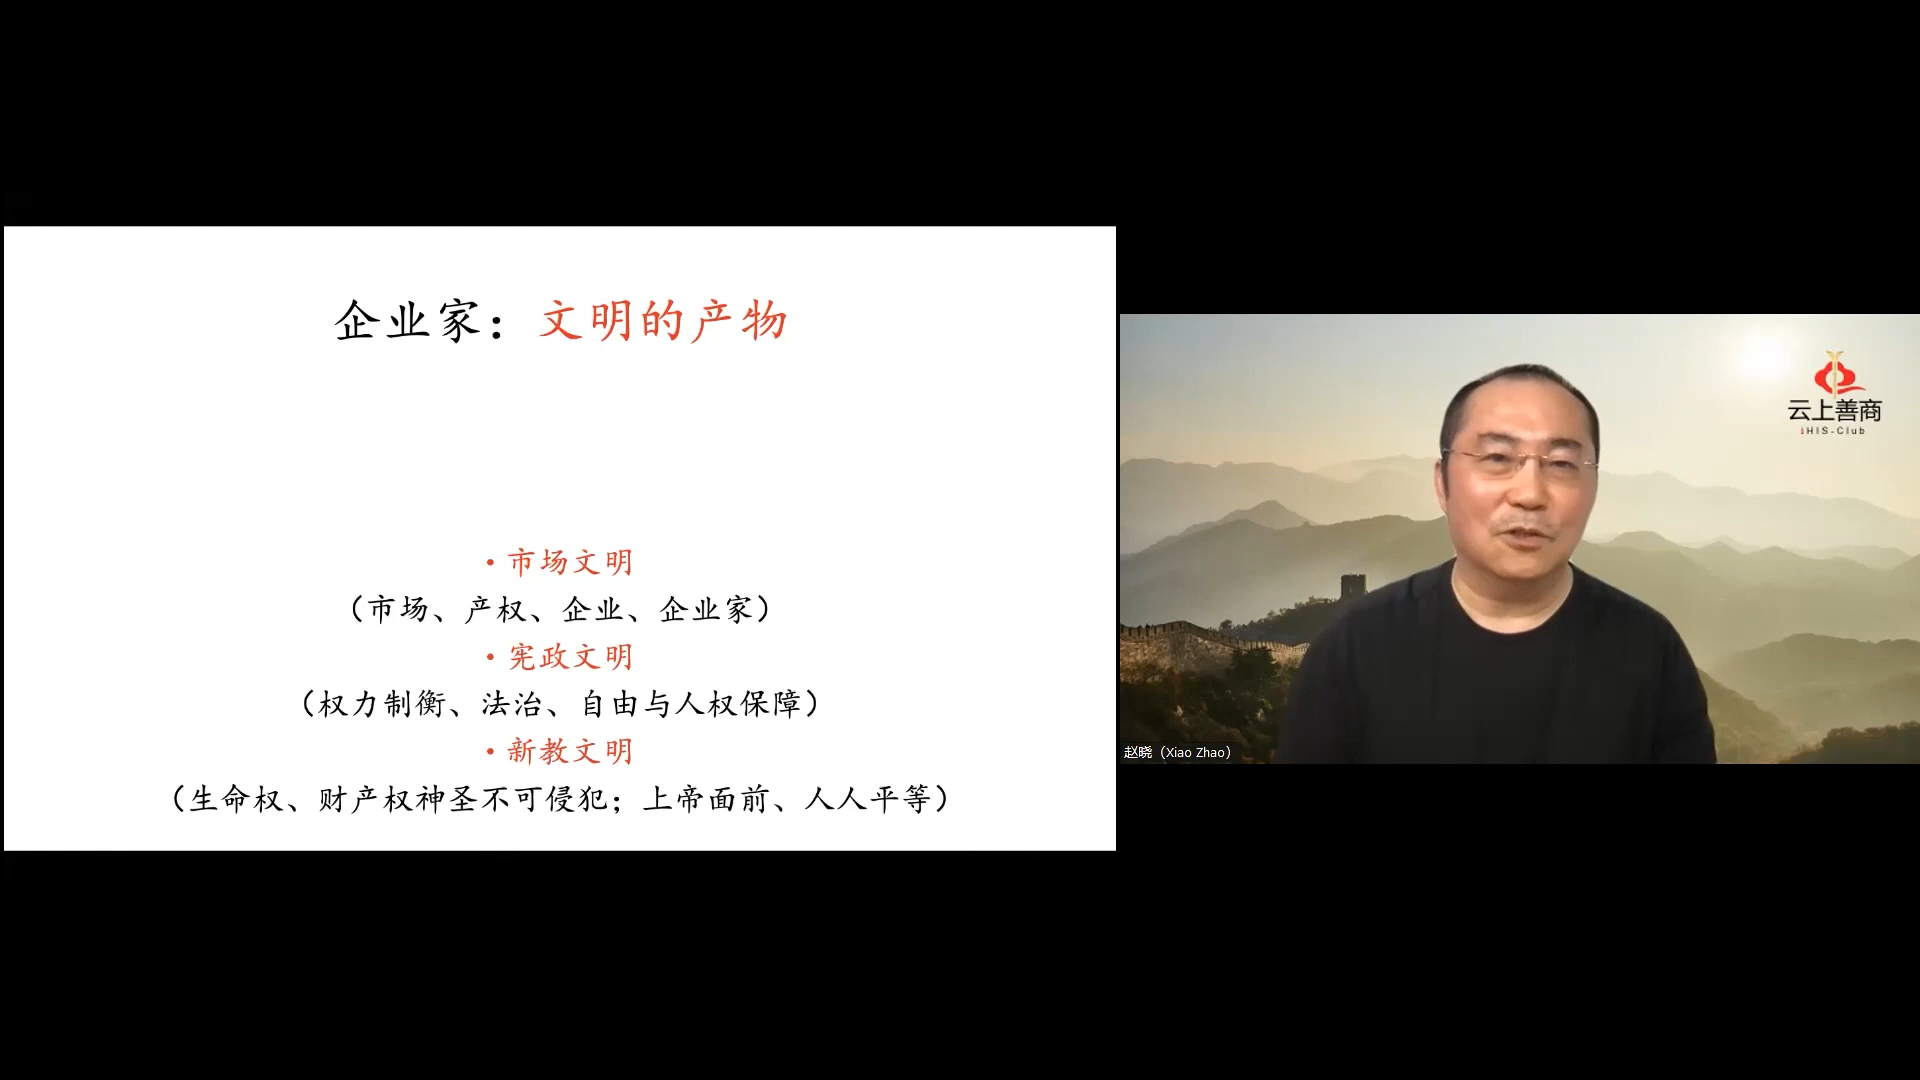 企业家：文明的产物
·市场文明
（市场、产权、企业、企业家）
·宪政文明
（权力制衡、法治、自由与人权保障）
·新教文明
（生命权、财产权神圣不可侵犯；上帝面前、人人平等）
云上善商
iHIS-Club
赵晓（Xiao Zhao）